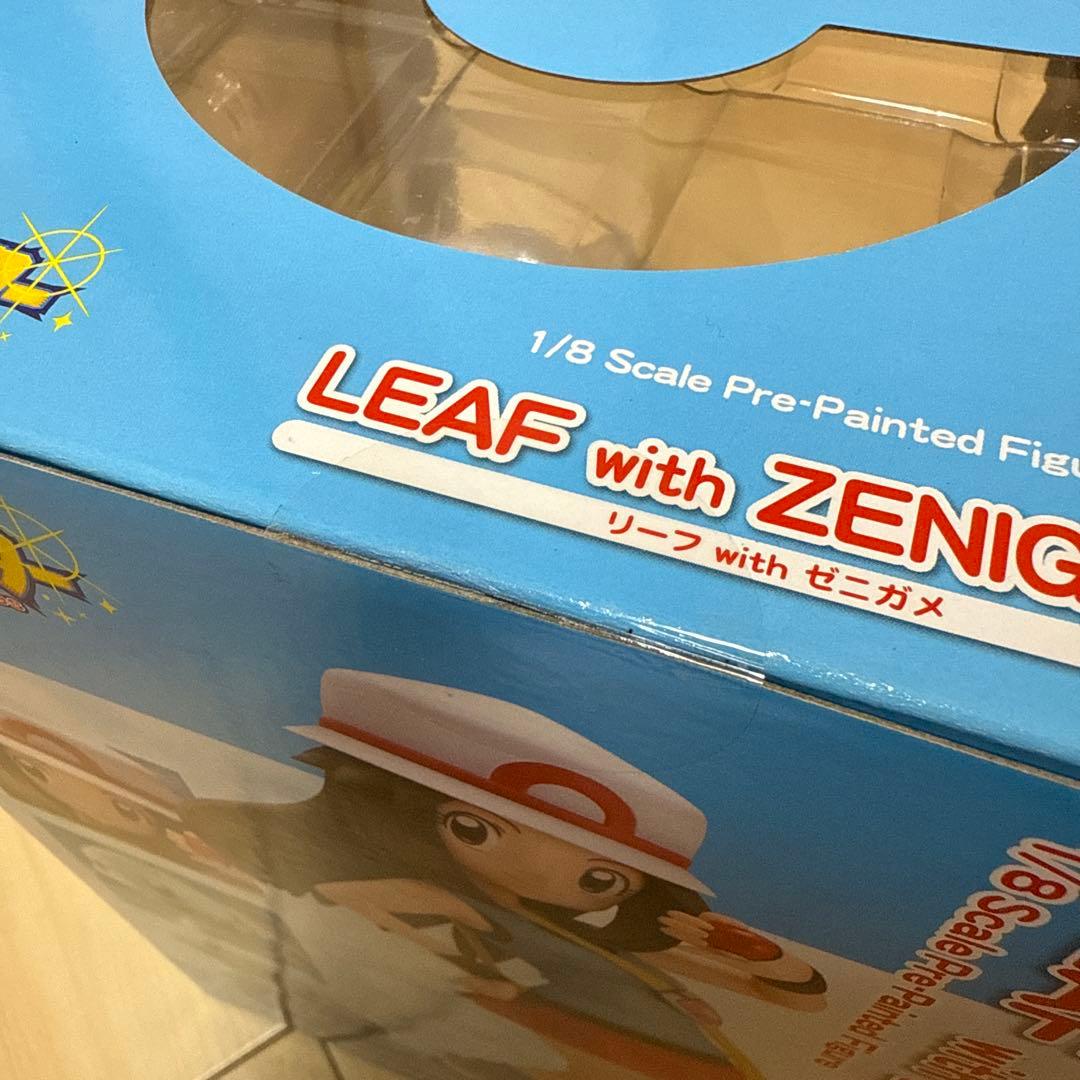 1/8 Scale Pre-Painted Figu
LEAF with ZENIG
リーフ with ゼニガメ
1/8 Scale Pre-Painted Figure